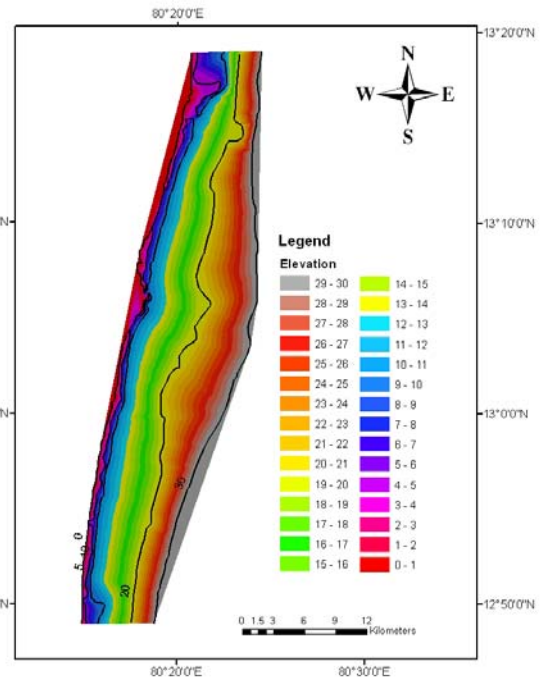 80°20'0"E
13°20'0"N
N
W E
S
N
13°10'0"N
Legend
Elevation
29 - 30 14 - 15
28 - 29 13 - 14
27 - 28 12 - 13
26 - 27 11 - 12
25 - 26 10 - 11
24 - 25 9 - 10
23 - 24 8 - 9
22 - 23 7 - 8
21 - 22 6 - 7
20 - 21 5 - 6
19 - 20 4 - 5
18 - 19 3 - 4
17 - 18 2 - 3
16 - 17 1 - 2
15 - 16 0 - 1
N
13°0'0"N
30
0
10
5
20
N
12°50'0"N
0 1.5 3 6 9 12
Kilometers
80°20'0"E 80°30'0"E